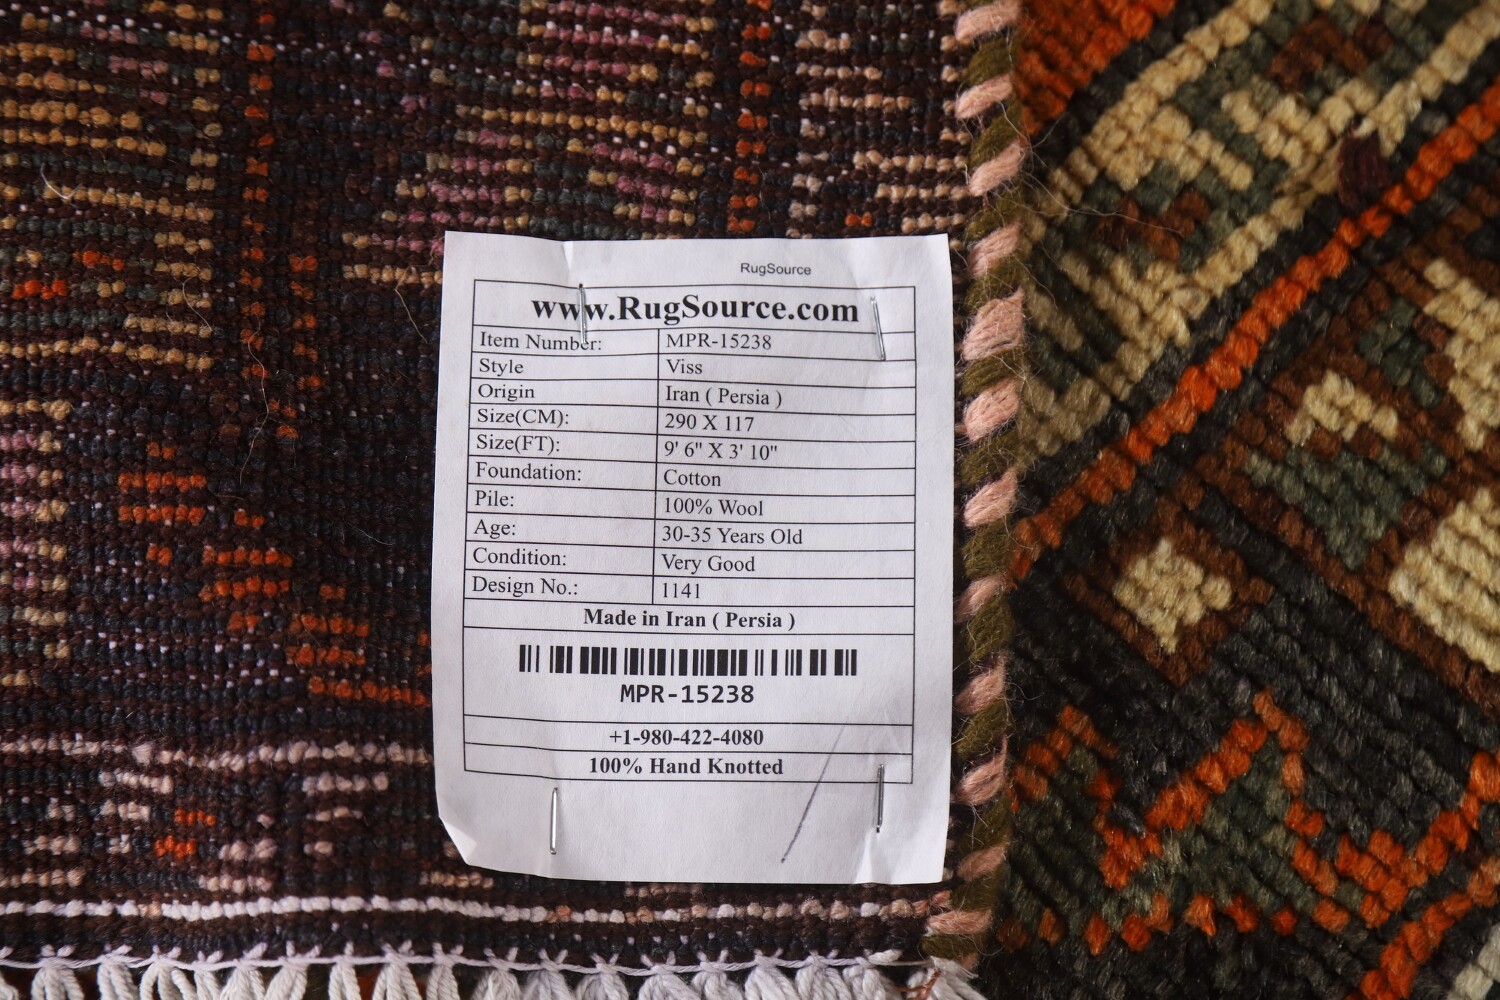 RugSource
www.RugSource.com
Item Number: MPR-15238
Style Viss
Origin Iran ( Persia )
Size(CM): 290 X 117
Size(FT): 9' 6" X 3' 10"
Foundation: Cotton
Pile: 100% Wool
Age: 30-35 Years Old
Condition: Very Good
Design No.: 1141
Made in Iran ( Persia )
MPR-15238
+1-980-422-4080
100% Hand Knotted